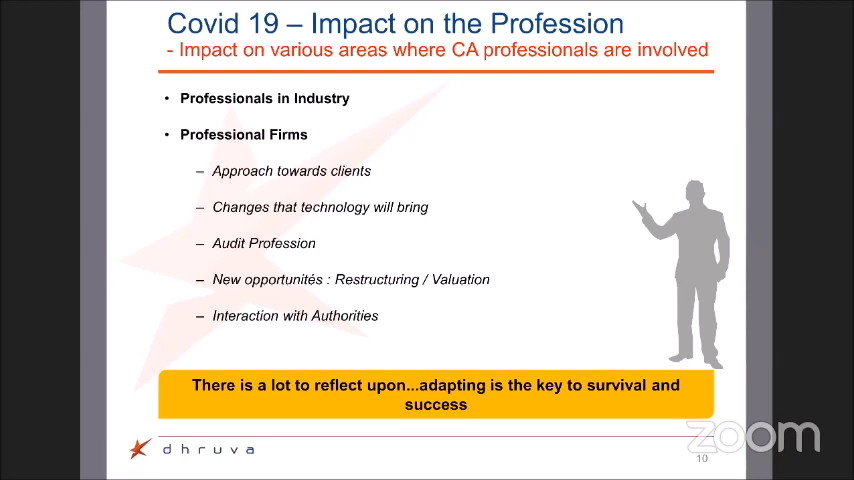 Covid 19 – Impact on the Profession
- Impact on various areas where CA professionals are involved
• Professionals in Industry
• Professional Firms
– Approach towards clients
– Changes that technology will bring
– Audit Profession
– New opportunités : Restructuring / Valuation
– Interaction with Authorities
There is a lot to reflect upon...adapting is the key to survival and
success
dhruva
zoom
10